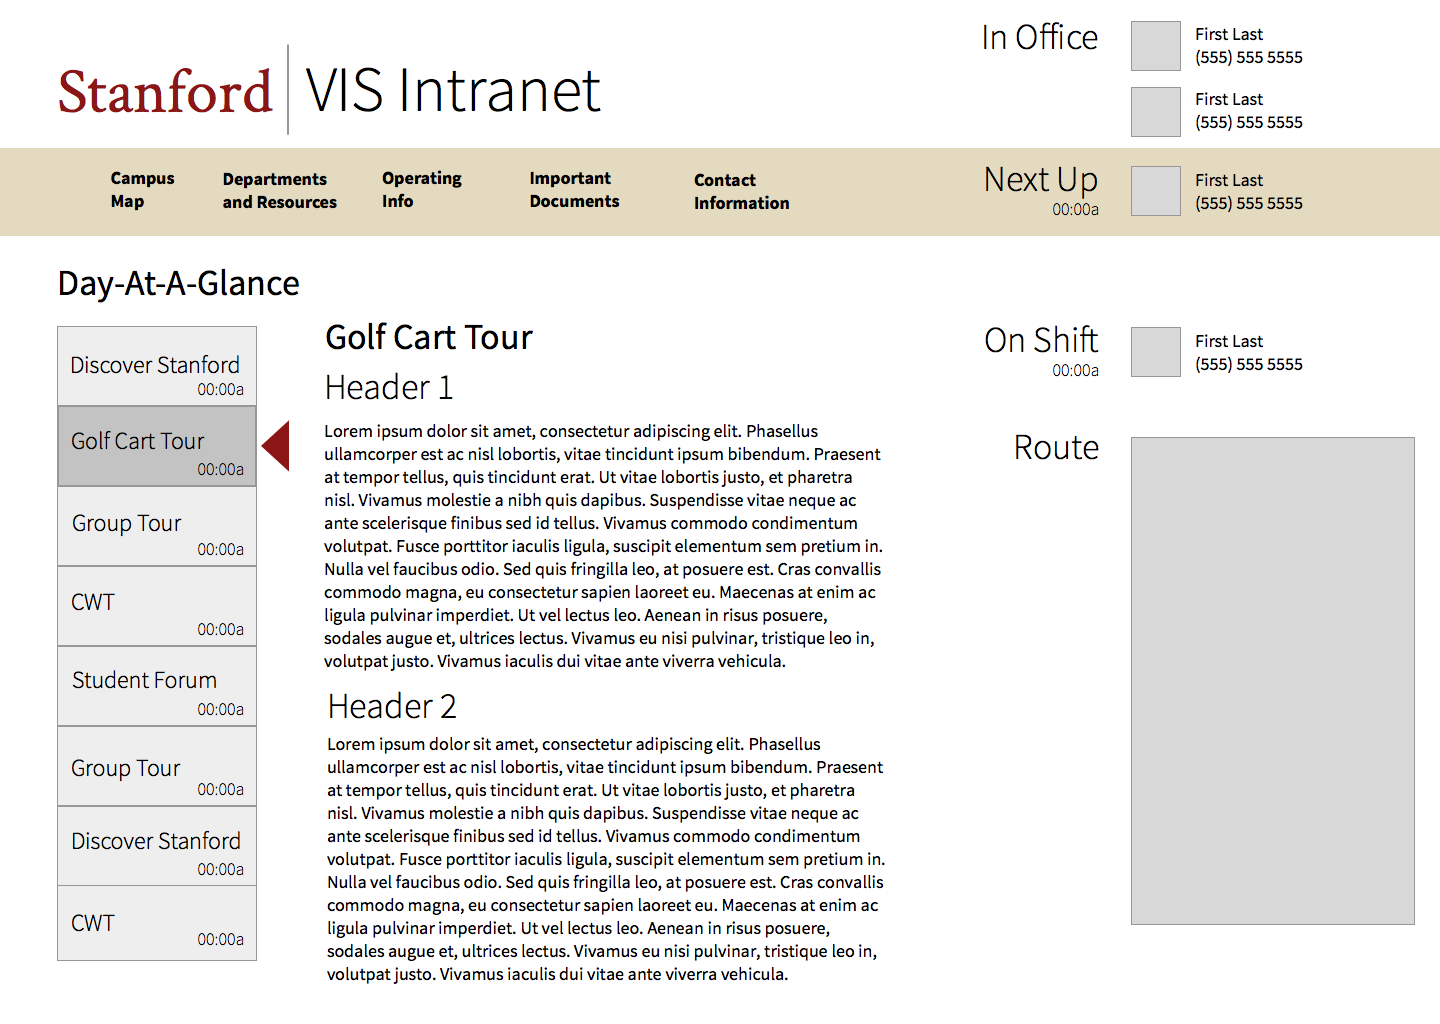 Stanford VIS Intranet
In Office
First Last
(555) 555 5555
First Last
(555) 555 5555
Campus
Map
Departments
and Resources
Operating
Info
Important
Documents
Contact
Information
Next Up
00:00a
First Last
(555) 555 5555
Day-At-A-Glance
Discover Stanford
00:00a
Golf Cart Tour
00:00a
Group Tour
00:00a
CWT
00:00a
Student Forum
00:00a
Group Tour
00:00a
Discover Stanford
00:00a
CWT
00:00a
Golf Cart Tour
Header 1
Lorem ipsum dolor sit amet, consectetur adipiscing elit. Phasellus
ullamcorper est ac nisl lobortis, vitae tincidunt ipsum bibendum. Praesent
at tempor tellus, quis tincidunt erat. Ut vitae lobortis justo, et pharetra
nisl. Vivamus molestie a nibh quis dapibus. Suspendisse vitae neque ac
ante scelerisque finibus sed id tellus. Vivamus commodo condimentum
volutpat. Fusce porttitor iaculis ligula, suscipit elementum sem pretium in.
Nulla vel faucibus odio. Sed quis fringilla leo, at posuere est. Cras convallis
commodo magna, eu consectetur sapien laoreet eu. Maecenas at enim ac
ligula pulvinar imperdiet. Ut vel lectus leo. Aenean in risus posuere,
sodales augue et, ultrices lectus. Vivamus eu nisi pulvinar, tristique leo in,
volutpat justo. Vivamus iaculis dui vitae ante viverra vehicula.
Header 2
Lorem ipsum dolor sit amet, consectetur adipiscing elit. Phasellus
ullamcorper est ac nisl lobortis, vitae tincidunt ipsum bibendum. Praesent
at tempor tellus, quis tincidunt erat. Ut vitae lobortis justo, et pharetra
nisl. Vivamus molestie a nibh quis dapibus. Suspendisse vitae neque ac
ante scelerisque finibus sed id tellus. Vivamus commodo condimentum
volutpat. Fusce porttitor iaculis ligula, suscipit elementum sem pretium in.
Nulla vel faucibus odio. Sed quis fringilla leo, at posuere est. Cras convallis
commodo magna, eu consectetur sapien laoreet eu. Maecenas at enim ac
ligula pulvinar imperdiet. Ut vel lectus leo. Aenean in risus posuere,
sodales augue et, ultrices lectus. Vivamus eu nisi pulvinar, tristique leo in,
volutpat justo. Vivamus iaculis dui vitae ante viverra vehicula.
On Shift
00:00a
First Last
(555) 555 5555
Route